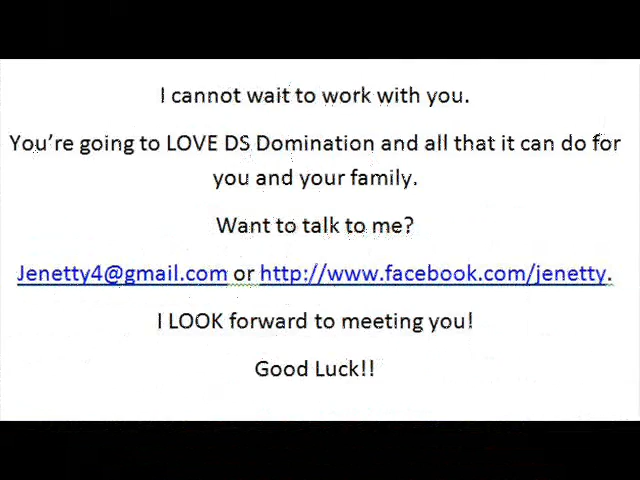 I cannot wait to work with you.
You're going to LOVE DS Domination and all that it can do for
you and your family.
Want to talk to me?
Jenetty4@gmail.com or http://www.facebook.com/jenetty.
I LOOK forward to meeting you!
Good Luck!!